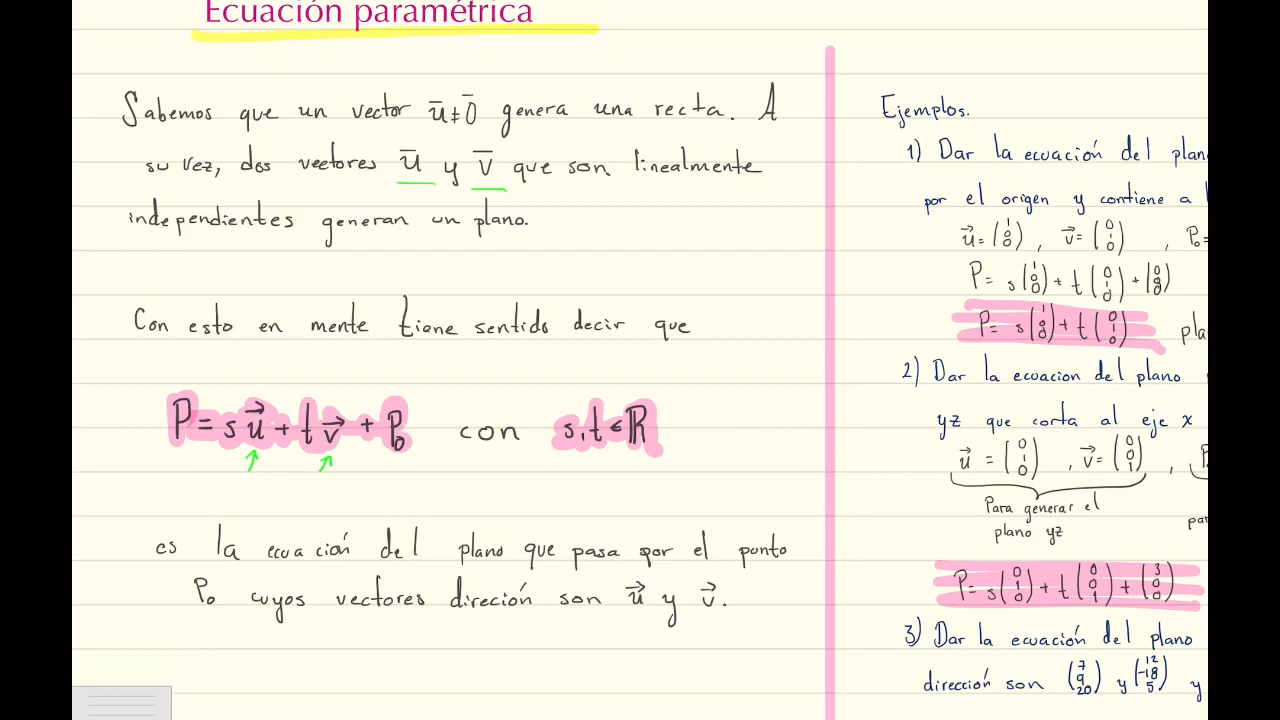 Ecuación paramétrica
Sabemos que un vector ū ≠ 0̄ genera una recta. A
su vez, dos vectores ū y v̄ que son linealmente
independientes generan un plano.
Con esto en mente tiene sentido decir que
P = s u⃗ + t v⃗ + P₀ con s,t ∈ ℝ
es la ecuación del plano que pasa por el punto
P₀ cuyos vectores direción son u⃗ y v⃗.
Ejemplos.
1) Dar la ecuación del plano
por el origen y contiene a
u⃗ = (1 0 0) , v⃗ = (0 1 0) , P₀ =
P = s (1 0 0) + t (0 1 0) + (0 0 0)
P = s (1 0 0) + t (0 1 0) pla
2) Dar la ecuacion del plano
yz que corta al eje x
u⃗ = (0 1 0) , v⃗ = (0 0 1) ,
Para generar el
plano yz
P = s (0 1 0) + t (0 0 1) + (3 0 0)
3) Dar la ecuación del plano
dirección son (7 9 20) y (-12 -18 5) y